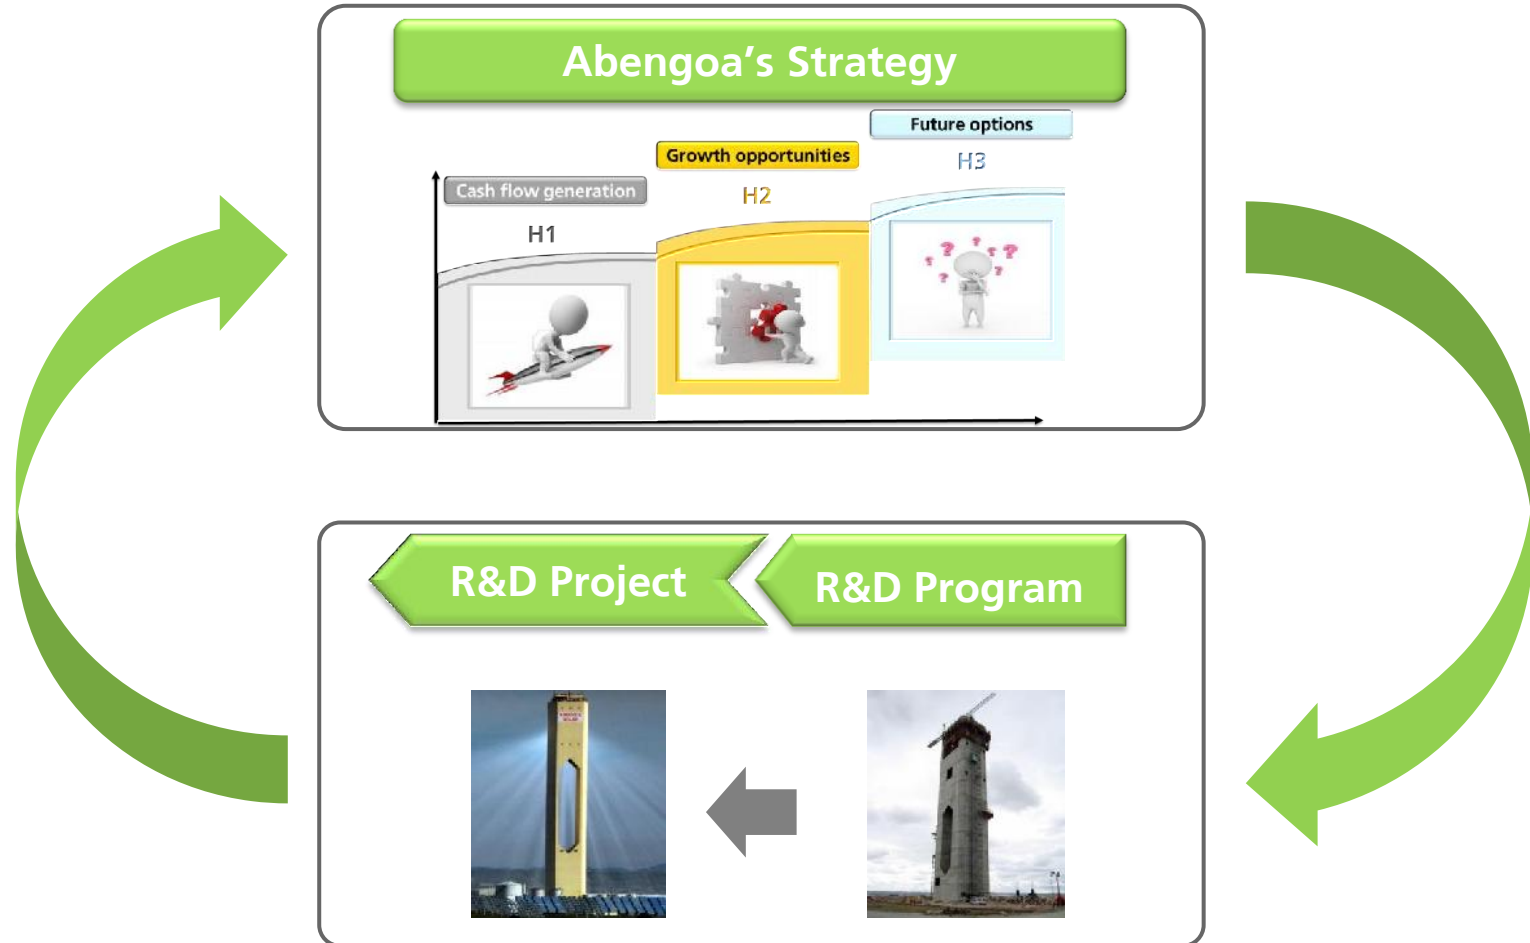 Abengoa’s Strategy
Future options
H3
Growth opportunities
H2
Cash flow generation
H1
R&D Project
R&D Program